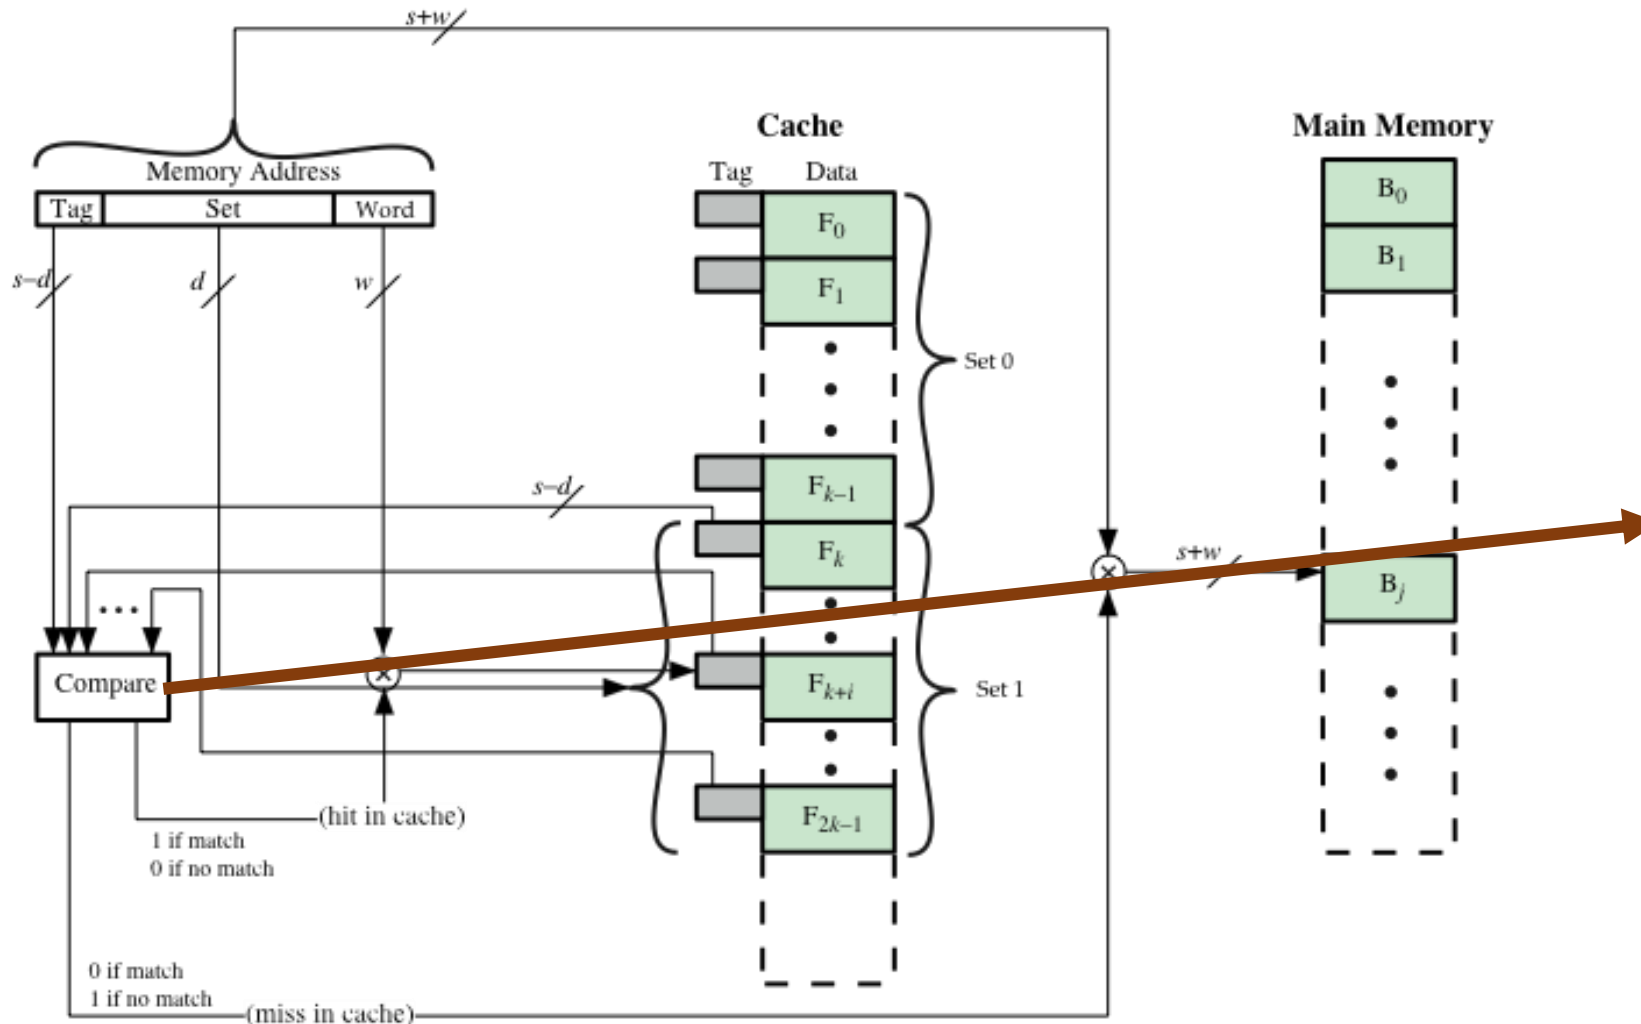 s+w
Cache
Main Memory
Memory Address
Tag Data
Tag Set Word
B0
F0
B1
s–d d w
F1
Set 0
Fk–1
s–d
Fk
s+w
Bj
...
Compare
Fk+i
Set 1
(hit in cache)
F2k–1
1 if match
0 if no match
0 if match
1 if no match
(miss in cache)